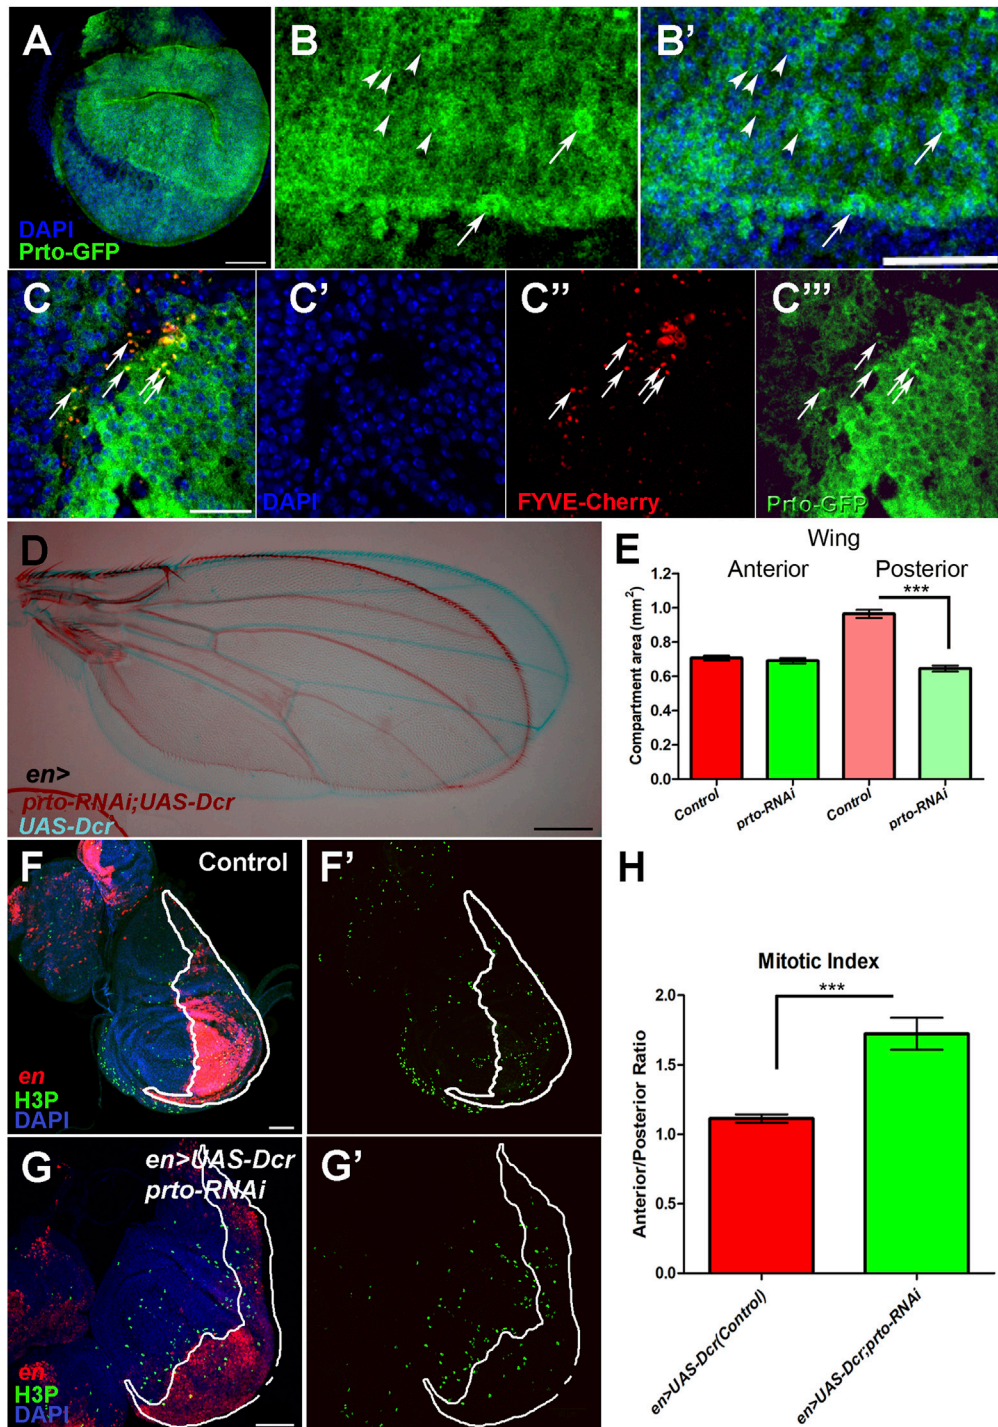 A
DAPI
Prto-GFP
B
B'
C
C'
DAPI
C''
FYVE-Cherry
C'''
Prto-GFP
D
en>
prto-RNAi;UAS-Dcr
UAS-Dcr
E
Wing
Anterior
Posterior
***
Compartment area (mm²)
1.2
1.0
0.8
0.6
0.4
0.2
0.0
Control
prto-RNAi
Control
prto-RNAi
F
Control
en
H3P
DAPI
F'
G
en>UAS-Dcr
prto-RNAi
en
H3P
DAPI
G'
H
Mitotic Index
***
Anterior/Posterior Ratio
2.0
1.5
1.0
0.5
0.0
en>UAS-Dcr(Control)
en>UAS-Dcr;prto-RNAi